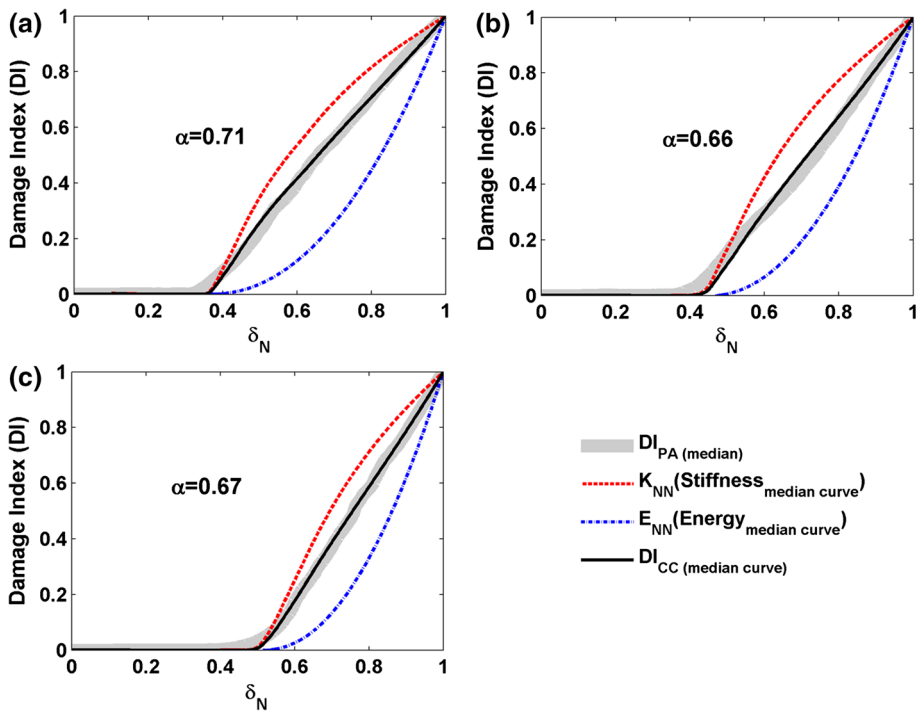 (a)
1
0.8
0.6
0.4
0.2
0
Damage Index (DI)
α=0.71
0 0.2 0.4 0.6 0.8 1
δN
(b)
1
0.8
0.6
0.4
0.2
0
Damage Index (DI)
α=0.66
0 0.2 0.4 0.6 0.8 1
δN
(c)
1
0.8
0.6
0.4
0.2
0
Damage Index (DI)
α=0.67
0 0.2 0.4 0.6 0.8 1
δN
DIPA (median)
KNN(Stiffnessmedian curve)
ENN(Energymedian curve)
DICC (median curve)